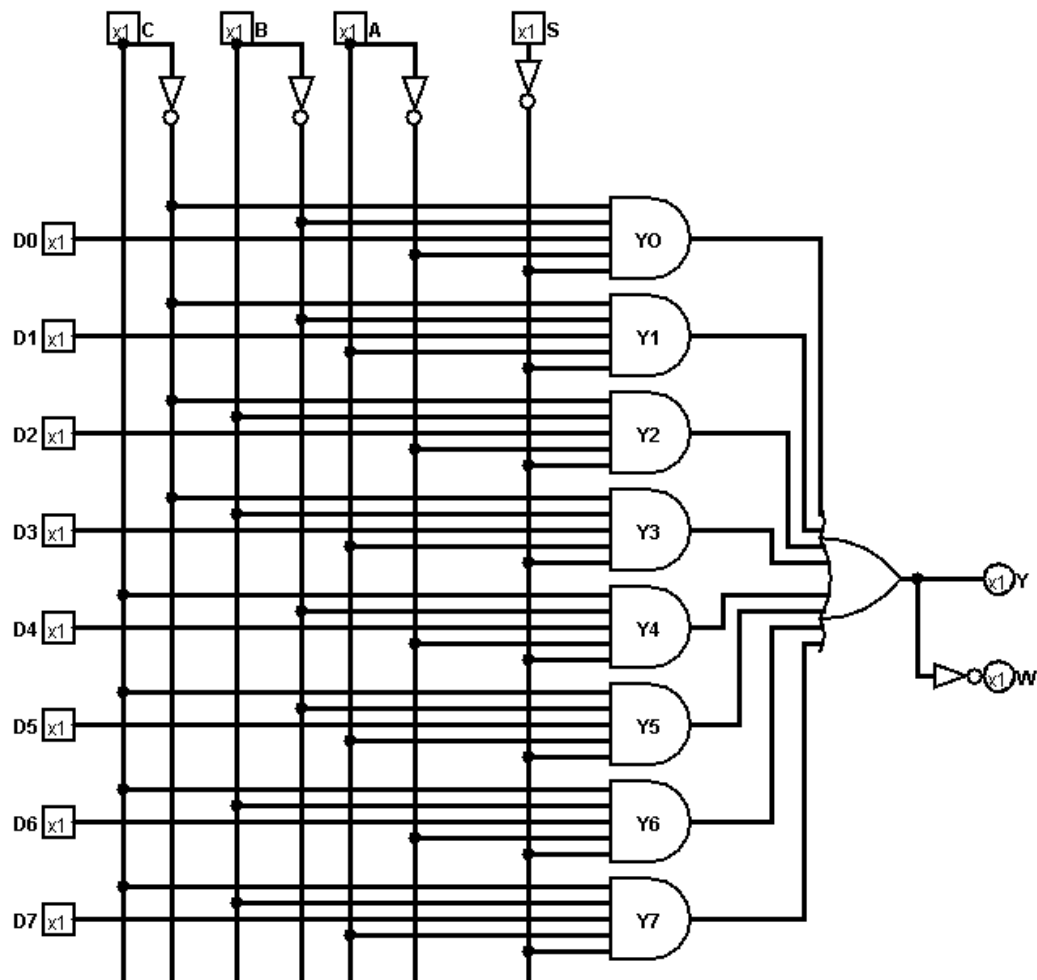 x1 C x1 B x1 A x1 S
D0 x1 Y0
D1 x1 Y1
D2 x1 Y2
D3 x1 Y3
x1 Y
D4 x1 Y4
x1 W
D5 x1 Y5
D6 x1 Y6
D7 x1 Y7